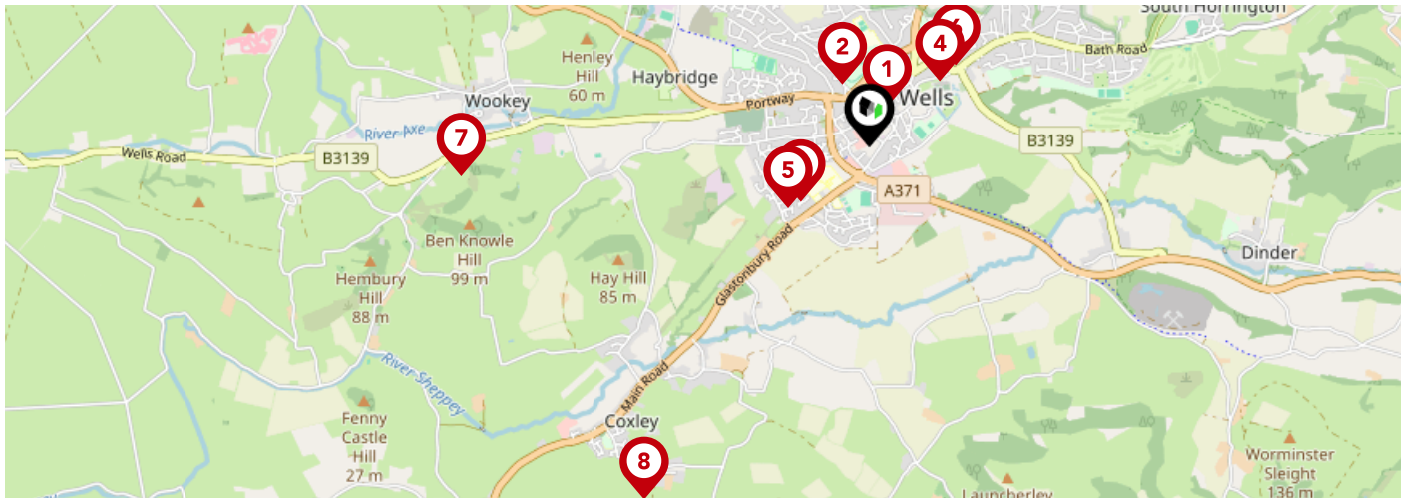 South Horrington
2
6
4
Bath Road
Henley
Hill
60 m
Haybridge
1
Wookey
Portway
Wells
River Axe
7
Wells Road
B3139
B3139
5
A371
Ben Knowle
Hill
99 m
Glastonbury Road
Dinder
Hembury
Hill
88 m
Hay Hill
85 m
River Sheppey
Main Road
Fenny
Castle
Hill
27 m
Coxley
8
Worminster
Sleight
136 m
Launcherley